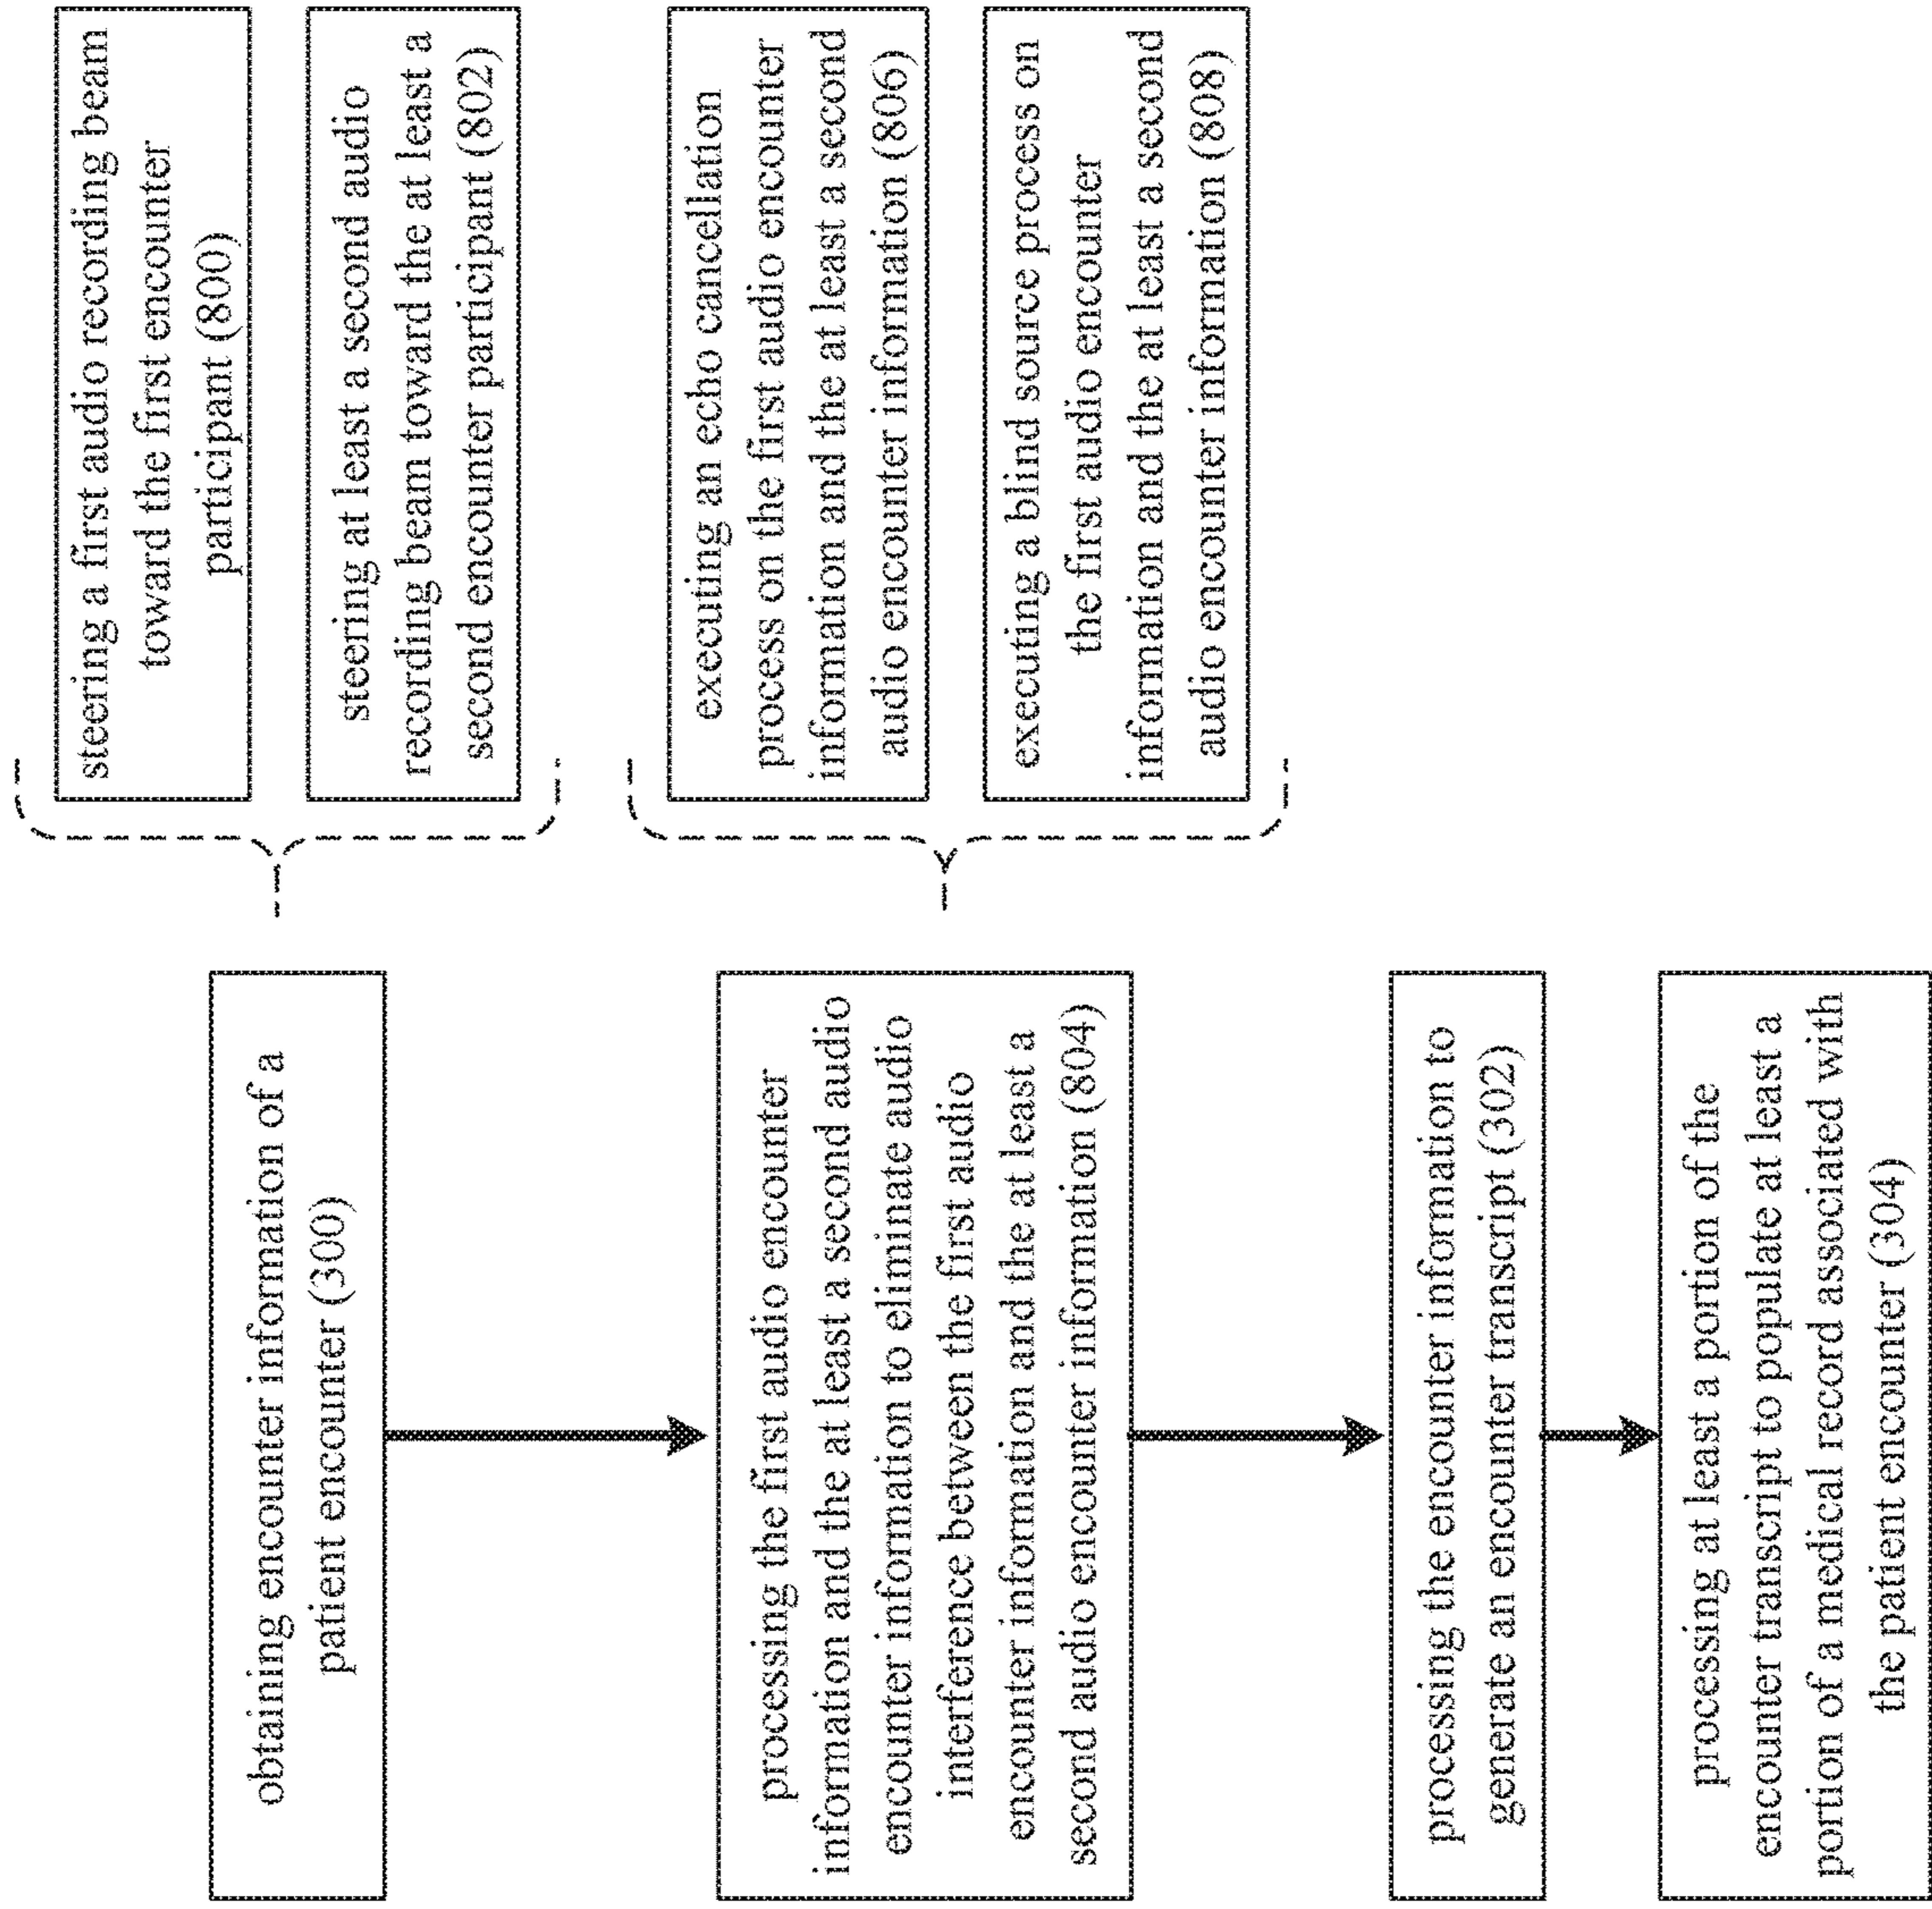 obtaining encounter information of a
patient encounter (300)
steering a first audio recording beam
toward the first encounter
participant (800)
steering at least a second audio
recording beam toward the at least a
second encounter participant (802)
processing the first audio encounter
information and the at least a second audio
encounter information to eliminate audio
interference between the first audio
encounter information and the at least a
second audio encounter information (804)
executing an echo cancellation
process on the first audio encounter
information and the at least a second
audio encounter information (806)
executing a blind source process on
the first audio encounter
information and the at least a second
audio encounter information (808)
processing the encounter information to
generate an encounter transcript (302)
processing at least a portion of the
encounter transcript to populate at least a
portion of a medical record associated with
the patient encounter (304)